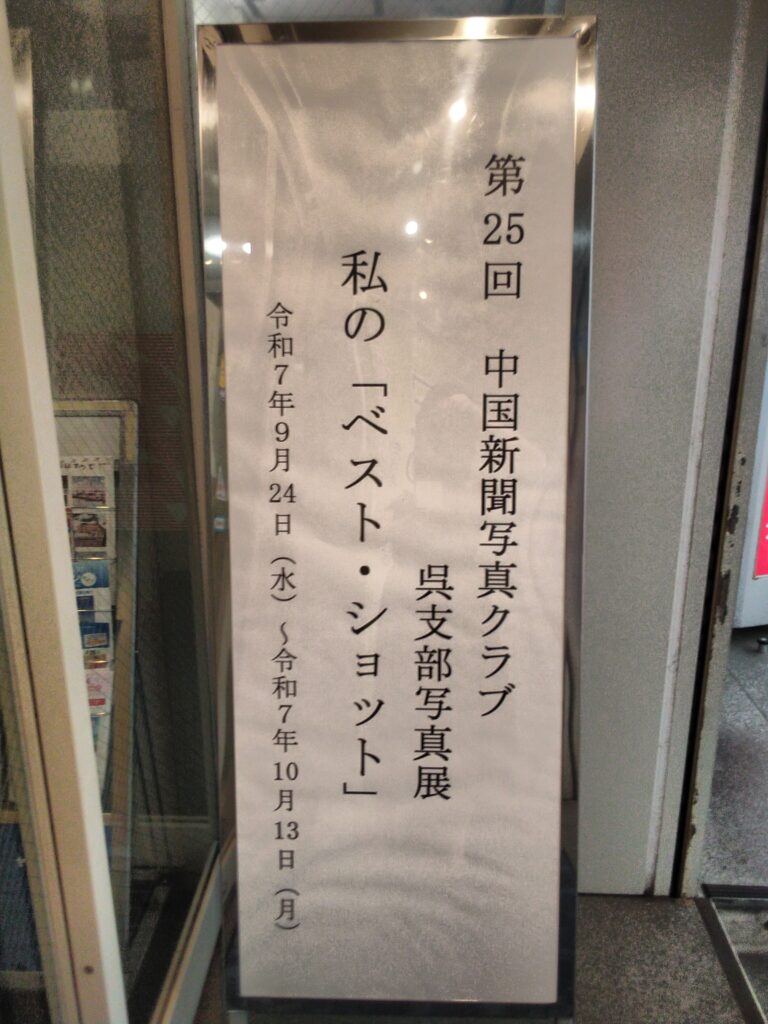 第25回 中国新聞写真クラブ
呉支部写真展
私の「ベスト・ショット」
令和7年9月24日(水)~令和7年10月13日(月)